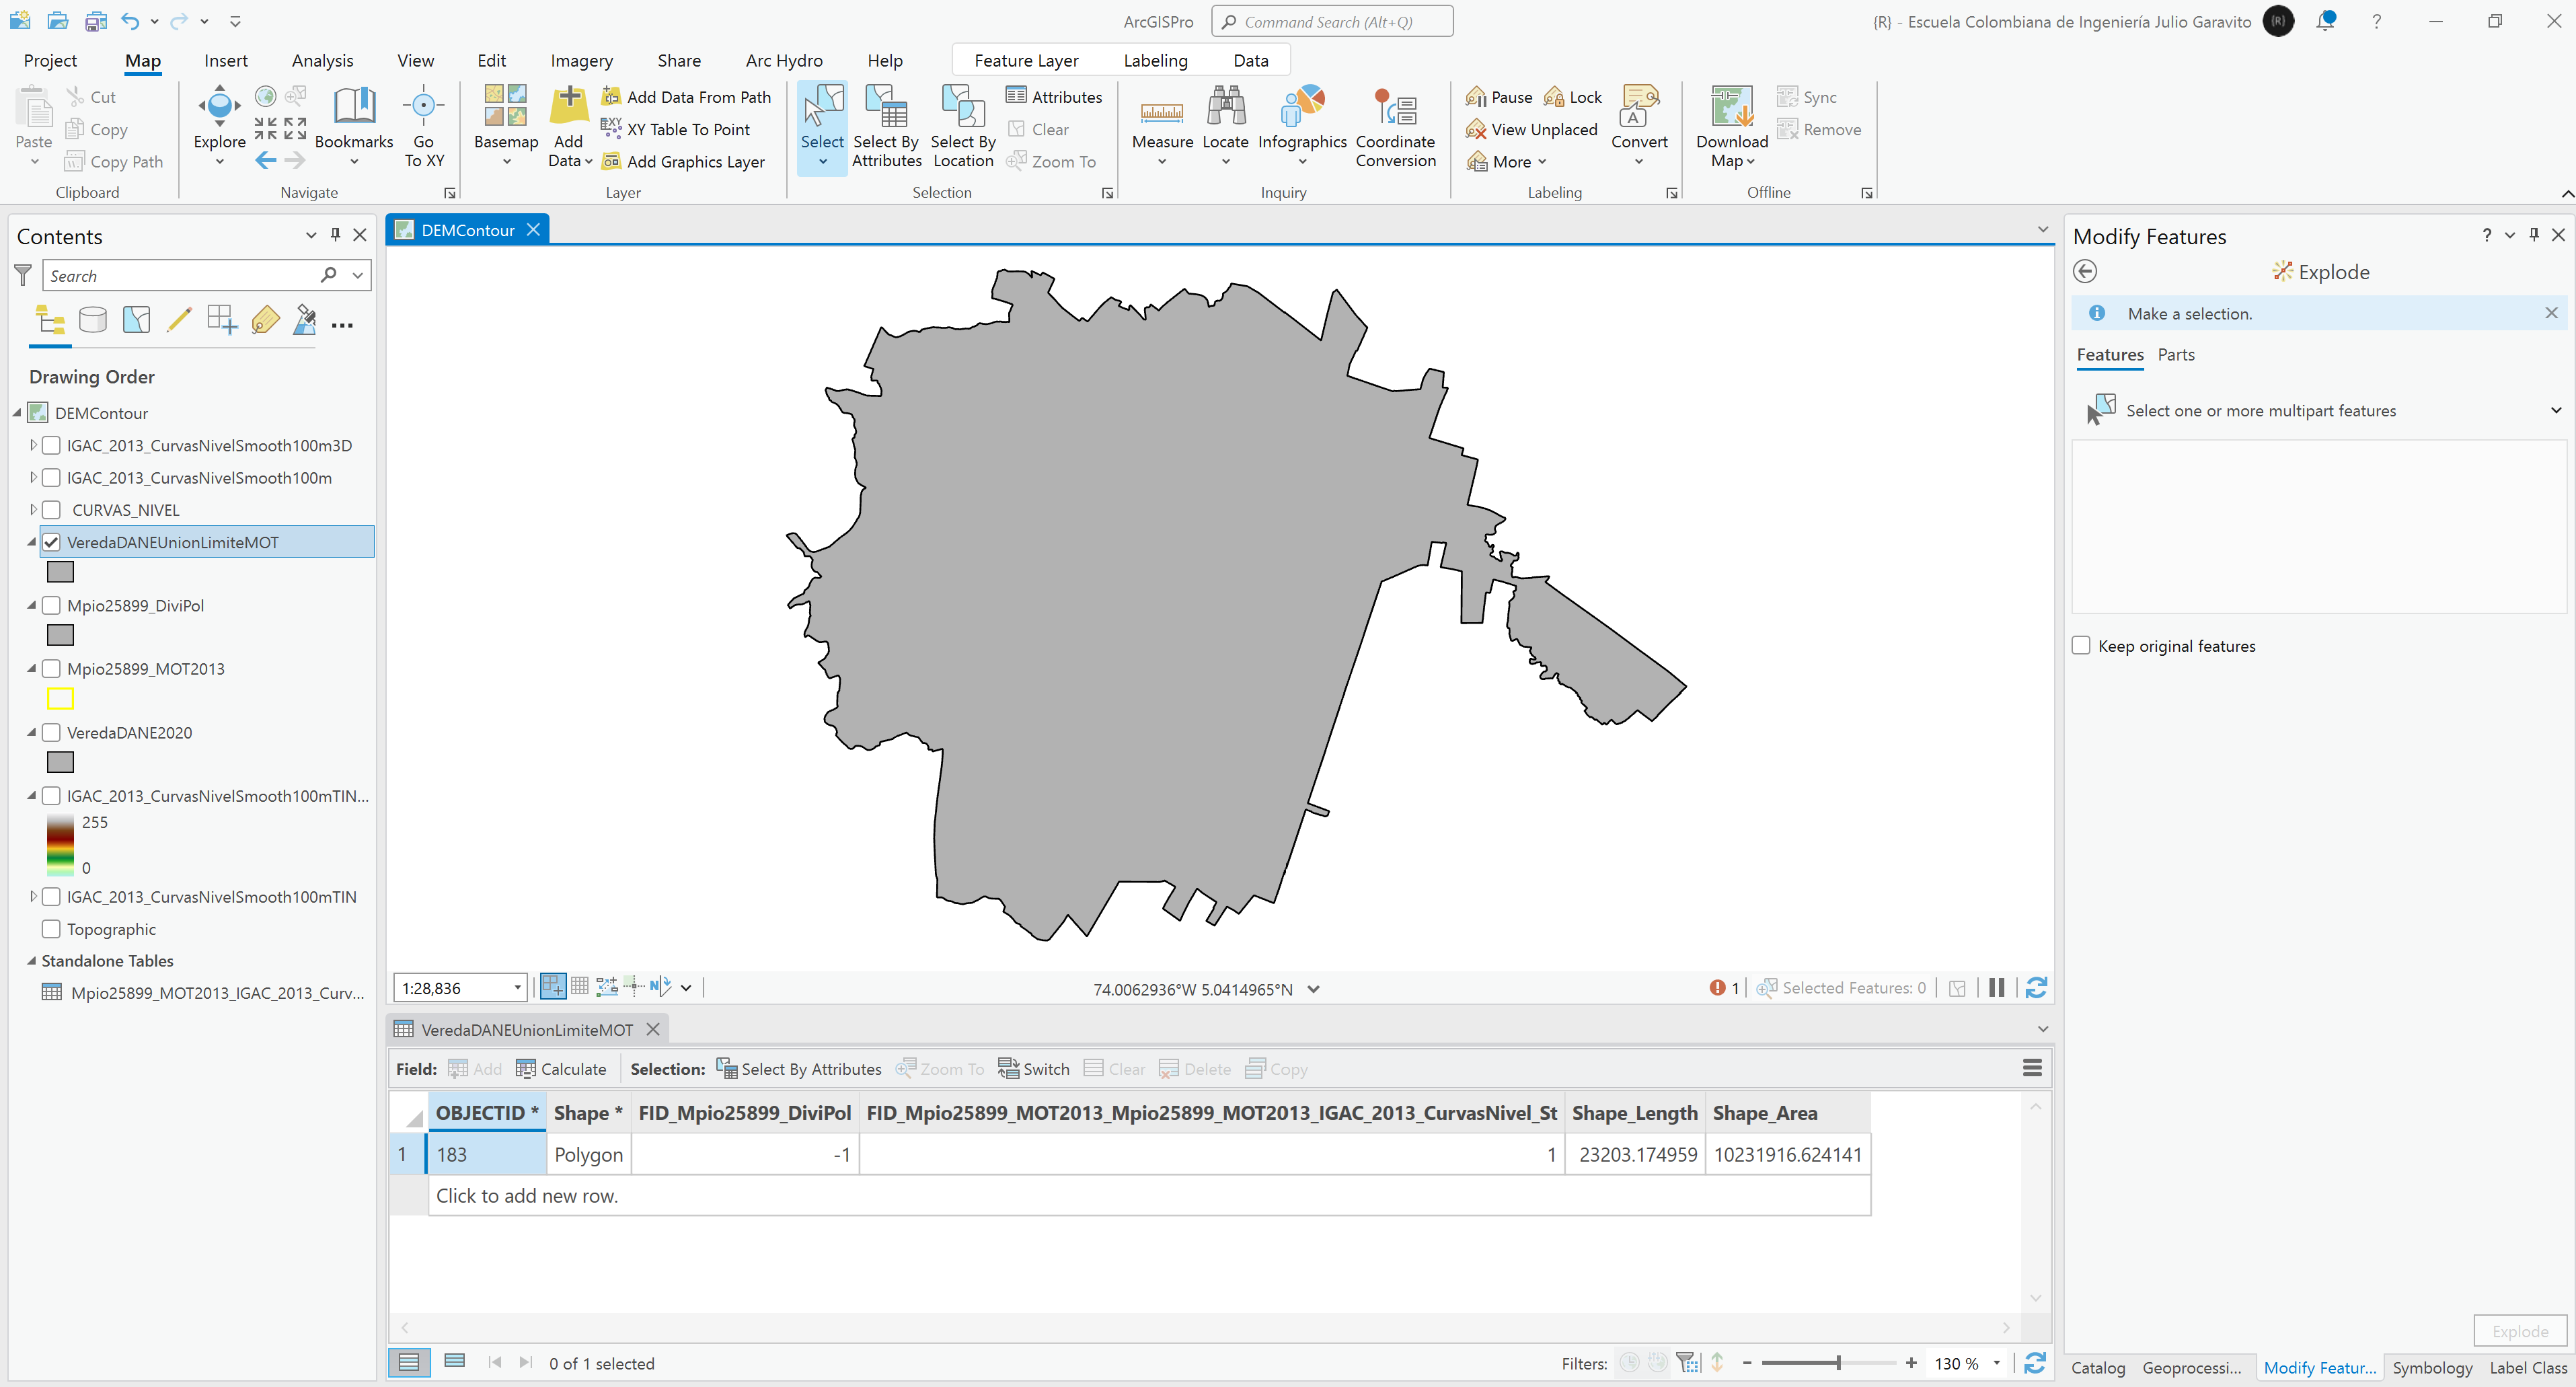 ArcGISPro
Command Search (Alt+Q)
{R} - Escuela Colombiana de Ingeniería Julio Garavito
{R}
?
Project
Map
Insert
Analysis
View
Edit
Imagery
Share
Arc Hydro
Help
Feature Layer
Labeling
Data
Paste
Cut
Copy
Copy Path
Clipboard
Explore
Bookmarks
Go
To XY
Navigate
Basemap
Add
Data
Add Data From Path
XY Table To Point
Add Graphics Layer
Layer
Select
Select By
Attributes
Select By
Location
Attributes
Clear
Zoom To
Selection
Measure
Locate
Infographics
Coordinate
Conversion
Inquiry
Pause
Lock
View Unplaced
More
Convert
Labeling
Download
Map
Sync
Remove
Offline
Contents
Search
Drawing Order
DEMContour
IGAC_2013_CurvasNivelSmooth100m3D
IGAC_2013_CurvasNivelSmooth100m
CURVAS_NIVEL
VeredaDANEUnionLimiteMOT
Mpio25899_DiviPol
Mpio25899_MOT2013
VeredaDANE2020
IGAC_2013_CurvasNivelSmooth100mTIN...
255
0
IGAC_2013_CurvasNivelSmooth100mTIN
Topographic
Standalone Tables
Mpio25899_MOT2013_IGAC_2013_Curv...
DEMContour
1:28,836
74.0062936°W 5.0414965°N
1
Selected Features: 0
VeredaDANEUnionLimiteMOT
Field: Add Calculate Selection: Select By Attributes Zoom To Switch Clear Delete Copy
OBJECTID * Shape * FID_Mpio25899_DiviPol FID_Mpio25899_MOT2013_Mpio25899_MOT2013_IGAC_2013_CurvasNivel_St Shape_Length Shape_Area
1 183 Polygon -1 1 23203.174959 10231916.624141
Click to add new row.
0 of 1 selected
Filters:
130 %
Modify Features
?
Explode
Make a selection.
Features Parts
Select one or more multipart features
Keep original features
Explode
Catalog Geoprocessi... Modify Featur... Symbology Label Class